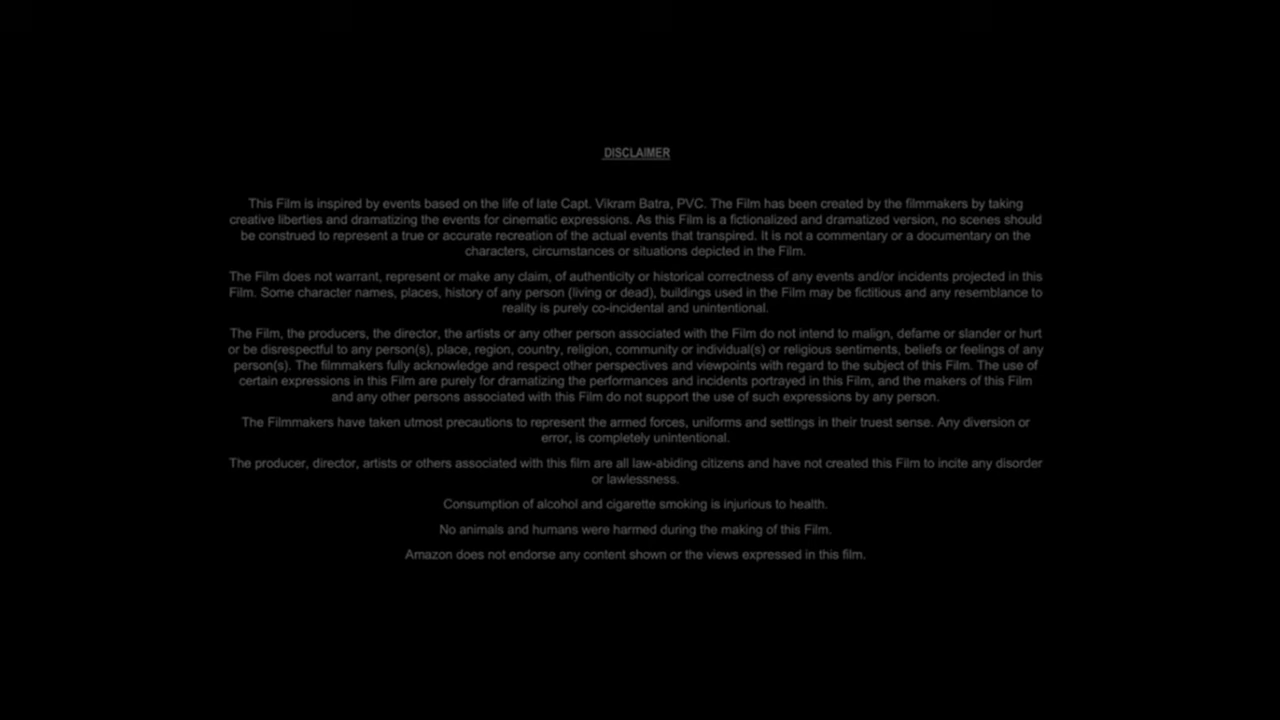 DISCLAIMER
This Film is inspired by events based on the life of late Capt. Vikram Batra, PVC. The Film has been created by the filmmakers by taking
creative liberties and dramatizing the events for cinematic expressions. As this Film is a fictionalized and dramatized version, no scenes should
be construed to represent a true or accurate recreation of the actual events that transpired. It is not a commentary or a documentary on the
characters, circumstances or situations depicted in the Film.
The Film does not warrant, represent or make any claim, of authenticity or historical correctness of any events and/or incidents projected in this
Film. Some character names, places, history of any person (living or dead), buildings used in the Film may be fictitious and any resemblance to
reality is purely co-incidental and unintentional.
The Film, the producers, the director, the artists or any other person associated with the Film do not intend to malign, defame or slander or hurt
or be disrespectful to any person(s), place, region, country, religion, community or individual(s) or religious sentiments, beliefs or feelings of any
person(s). The filmmakers fully acknowledge and respect other perspectives and viewpoints with regard to the subject of this Film. The use of
certain expressions in this Film are purely for dramatizing the performances and incidents portrayed in this Film, and the makers of this Film
and any other persons associated with this Film do not support the use of such expressions by any person.
The Filmmakers have taken utmost precautions to represent the armed forces, uniforms and settings in their truest sense. Any diversion or
error, is completely unintentional.
The producer, director, artists or others associated with this film are all law-abiding citizens and have not created this Film to incite any disorder
or lawlessness.
Consumption of alcohol and cigarette smoking is injurious to health.
No animals and humans were harmed during the making of this Film.
Amazon does not endorse any content shown or the views expressed in this film.